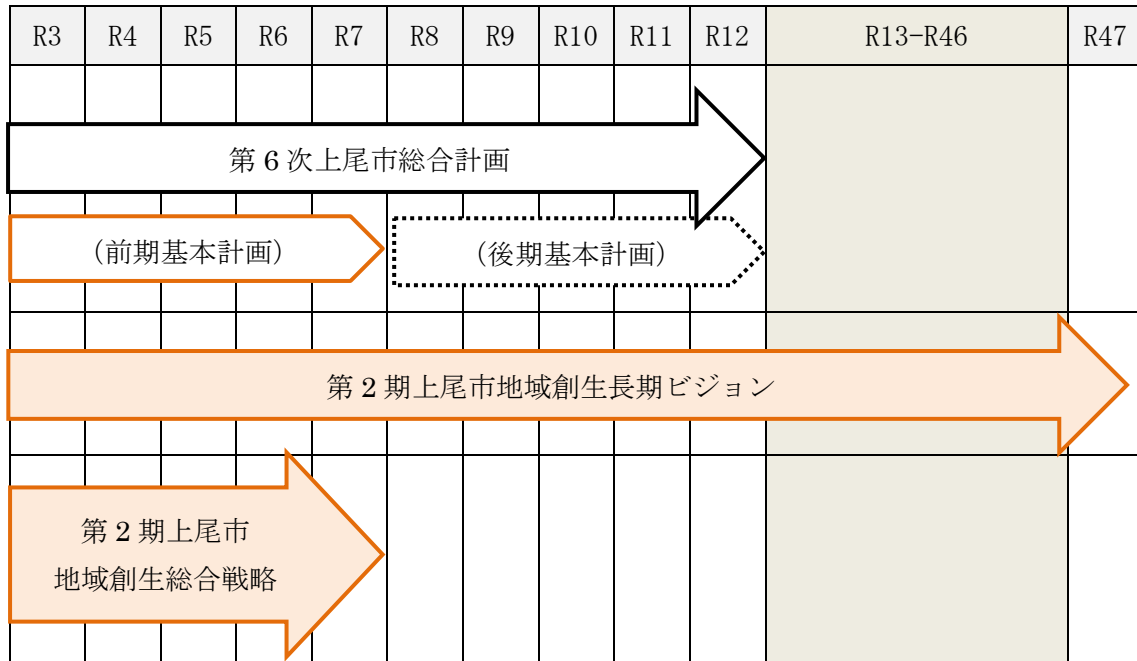 R3 R4 R5 R6 R7 R8 R9 R10 R11 R12 R13-R46 R47
第6次上尾市総合計画
(前期基本計画) (後期基本計画)
第2期上尾市地域創生長期ビジョン
第2期上尾市
地域創生総合戦略